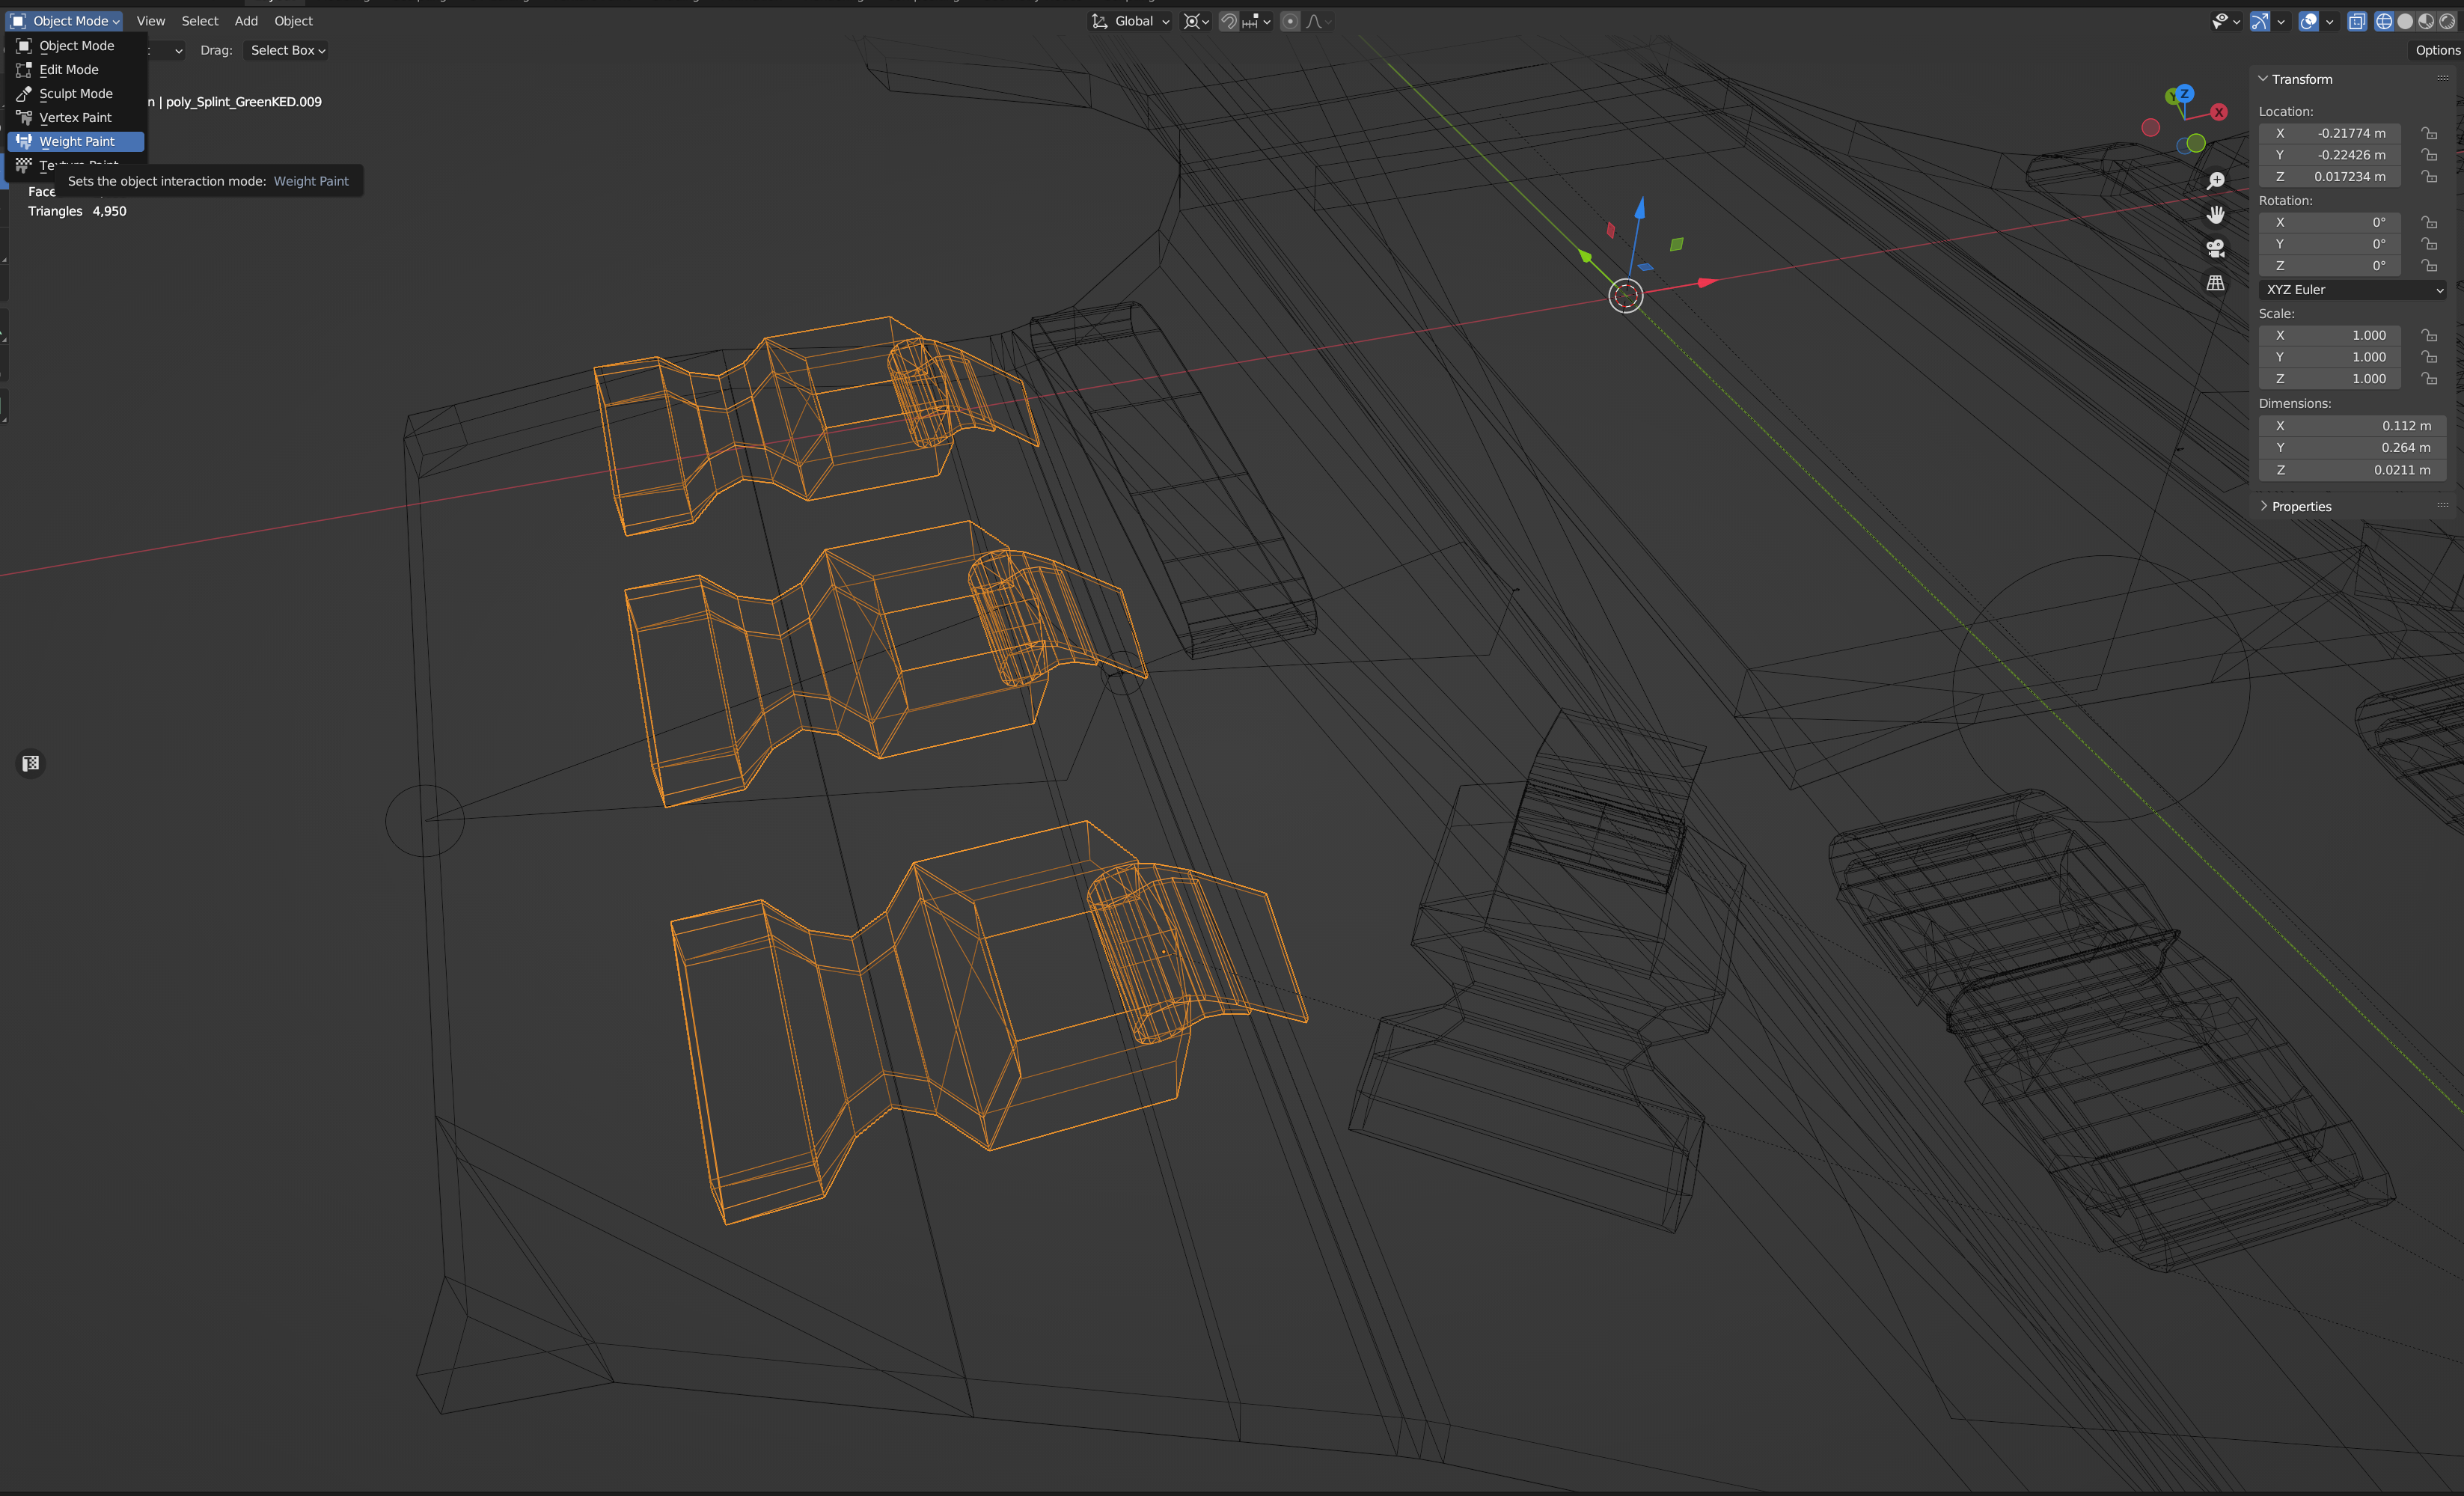 Object Mode View Select Add Object
Global
Object Mode
Drag: Select Box
Options
Edit Mode
Sculpt Mode
Vertex Paint
Weight Paint
Texture Paint
Sets the object interaction mode: Weight Paint
n | poly_Splint_GreenKED.009
Face
Triangles 4,950
Y Z X
Transform
Location:
X -0.21774 m
Y -0.22426 m
Z 0.017234 m
Rotation:
X 0°
Y 0°
Z 0°
XYZ Euler
Scale:
X 1.000
Y 1.000
Z 1.000
Dimensions:
X 0.112 m
Y 0.264 m
Z 0.0211 m
Properties